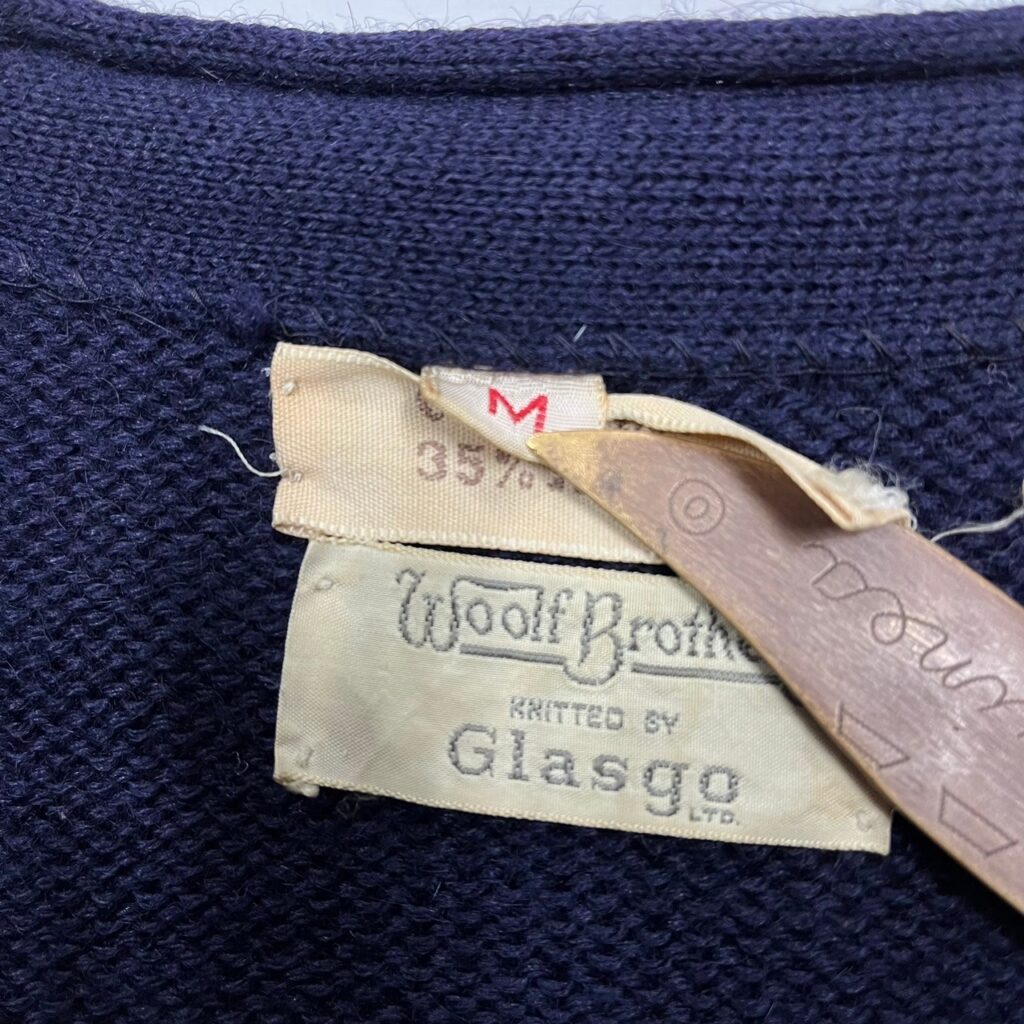 M
35%
Woolf Brothe
KNITTED BY
Glasgo
LTD.